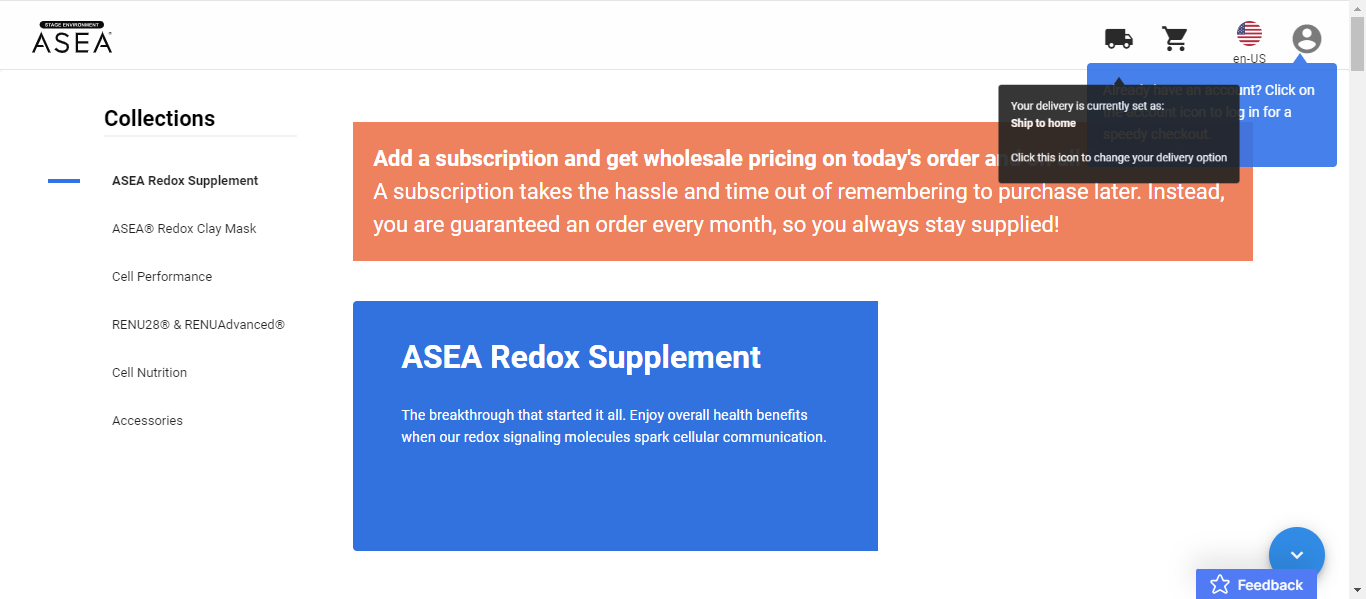 STAGE ENVIRONMENT
ASEA
en-US
Already have an account? Click on
the account icon to log in for a
speedy checkout.
Your delivery is currently set as:
Ship to home
Click this icon to change your delivery option
Collections
ASEA Redox Supplement
ASEA® Redox Clay Mask
Cell Performance
RENU28® & RENUAdvanced®
Cell Nutrition
Accessories
Add a subscription and get wholesale pricing on today's order and
A subscription takes the hassle and time out of remembering to purchase later. Instead,
you are guaranteed an order every month, so you always stay supplied!
ASEA Redox Supplement
The breakthrough that started it all. Enjoy overall health benefits
when our redox signaling molecules spark cellular communication.
Feedback